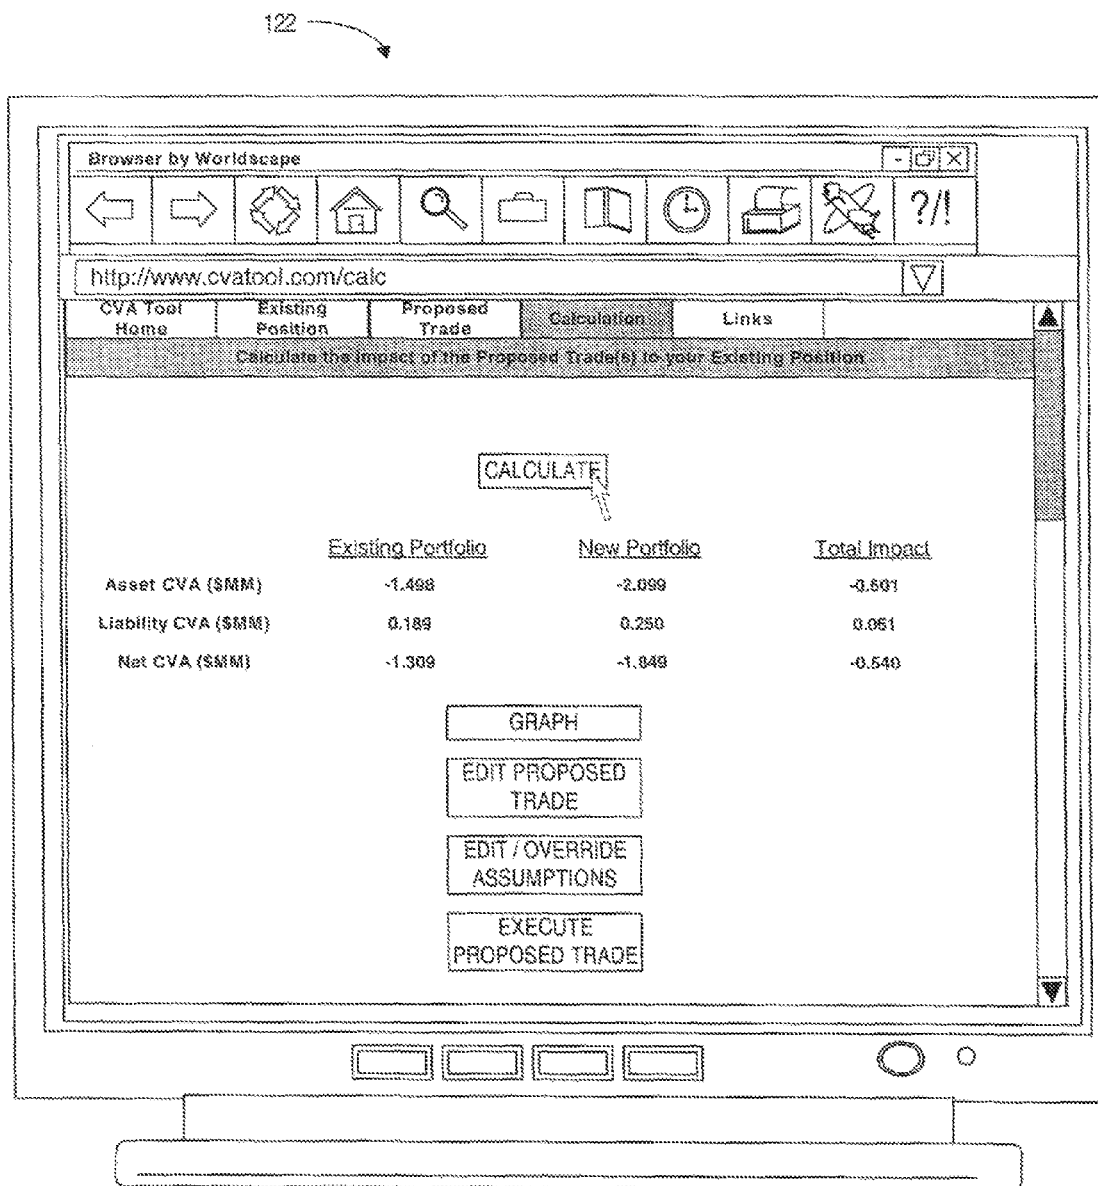 122
Browser by Worldscape
?/!
http://www.cvatool.com/calc
CVA Tool Home
Existing Position
Proposed Trade
Calculation
Links
Calculate the Impact of the Proposed Trade(s) to your Existing Position
CALCULATE
Existing Portfolio New Portfolio Total Impact
Asset CVA ($MM) -1.498 -2.099 -0.601
Liability CVA ($MM) 0.189 0.250 0.061
Net CVA ($MM) -1.309 -1.849 -0.540
GRAPH
EDIT PROPOSED
TRADE
EDIT / OVERRIDE
ASSUMPTIONS
EXECUTE
PROPOSED TRADE